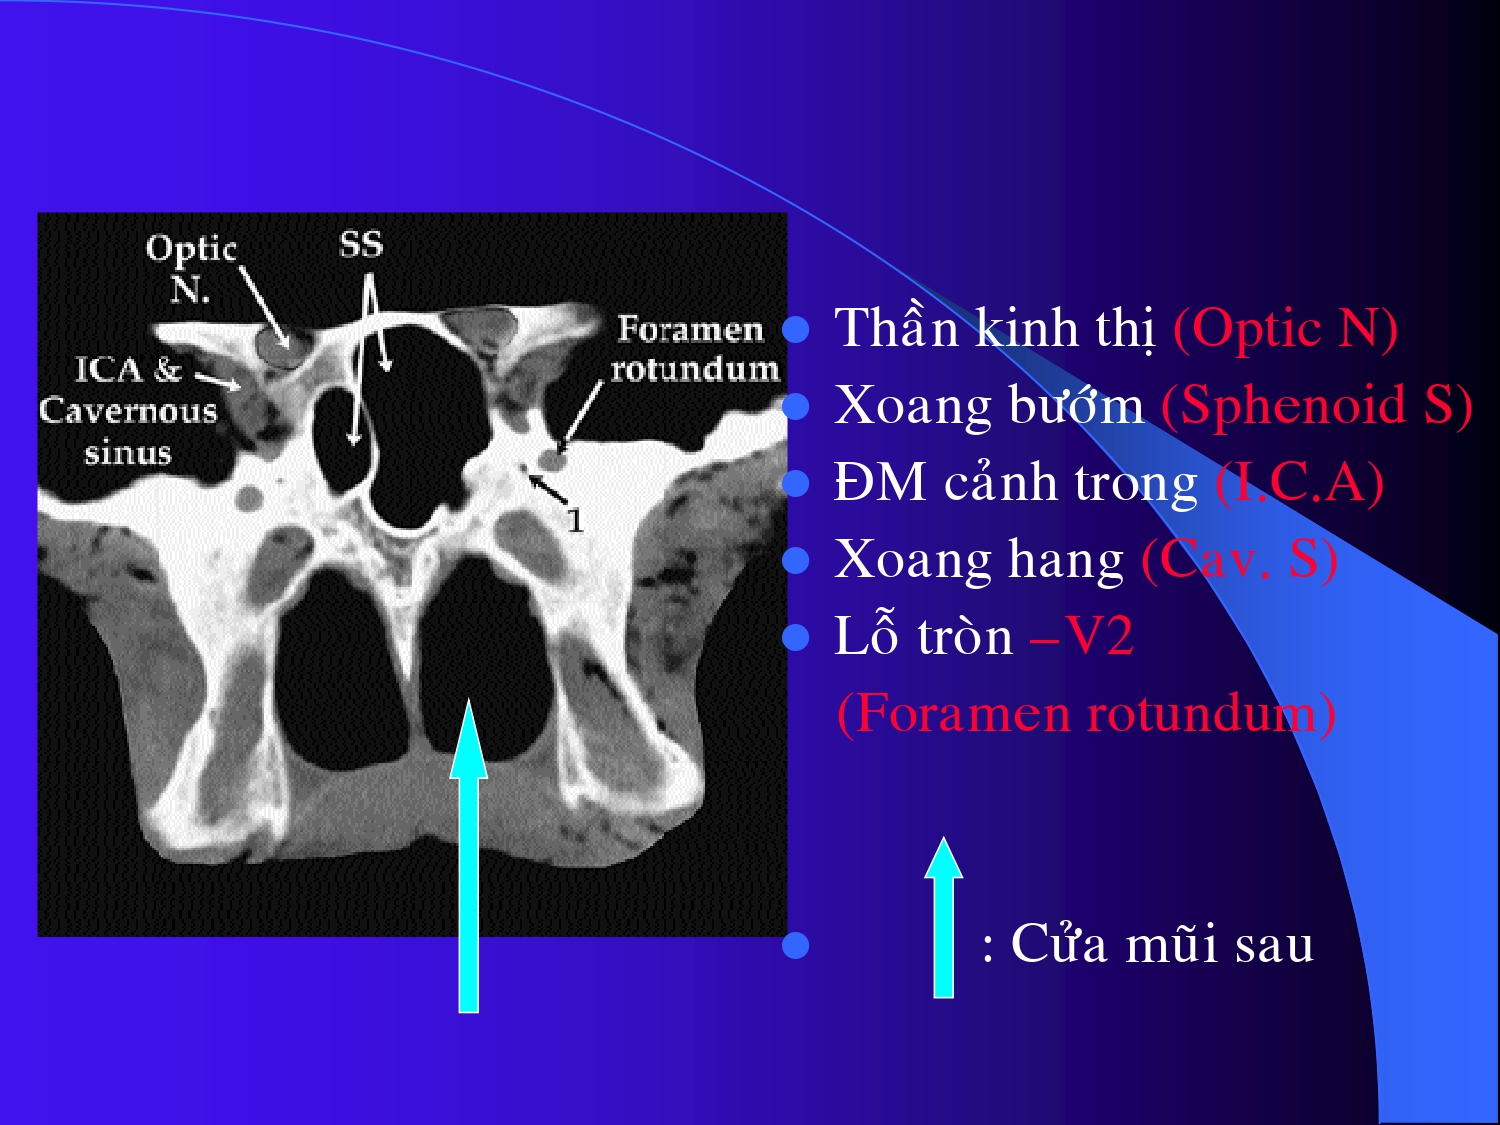 Optic
N.
SS
Foramen
rotundum
ICA &
Cavernous
sinus
1
Thần kinh thị (Optic N)
Xoang bướm (Sphenoid S)
ĐM cảnh trong (I.C.A)
Xoang hang (Cav. S)
Lỗ tròn – V2
(Foramen rotundum)
: Cửa mũi sau